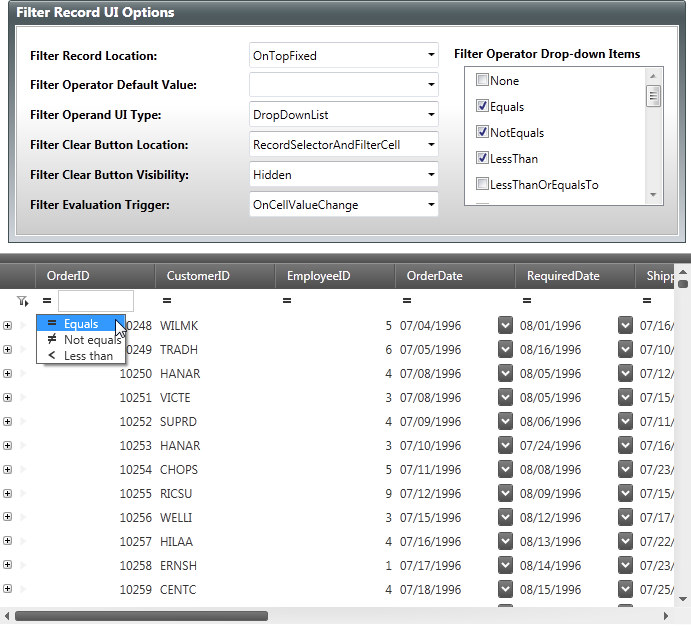 Filter Record UI Options
Filter Record Location: OnTopFixed
Filter Operator Default Value:
Filter Operand UI Type: DropDownList
Filter Clear Button Location: RecordSelectorAndFilterCell
Filter Clear Button Visibility: Hidden
Filter Evaluation Trigger: OnCellValueChange
Filter Operator Drop-down Items
None
Equals
NotEquals
LessThan
LessThanOrEqualsTo
OrderID CustomerID EmployeeID OrderDate RequiredDate Shipp
= = = = = =
= Equals
≠ Not equals
< Less than
10248 WILMK 5 07/04/1996 08/01/1996 07/16/
10249 TRADH 6 07/05/1996 08/16/1996 07/10/
10250 HANAR 4 07/08/1996 08/05/1996 07/12/
10251 VICTE 3 07/08/1996 08/05/1996 07/15/
10252 SUPRD 4 07/09/1996 08/06/1996 07/11/
10253 HANAR 3 07/10/1996 07/24/1996 07/16/
10254 CHOPS 5 07/11/1996 08/08/1996 07/23/
10255 RICSU 9 07/12/1996 08/09/1996 07/15/
10256 WELLI 3 07/15/1996 08/12/1996 07/17/
10257 HILAA 4 07/16/1996 08/13/1996 07/22/
10258 ERNSH 1 07/17/1996 08/14/1996 07/23/
10259 CENTC 4 07/18/1996 08/15/1996 07/25/